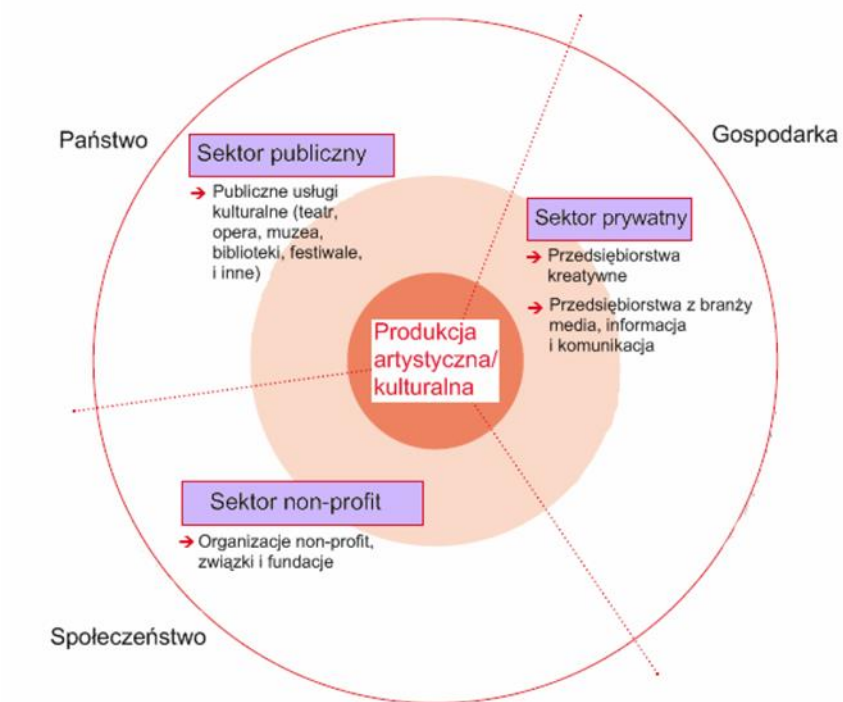 Państwo
Sektor publiczny
➔ Publiczne usługi
kulturalne (teatr,
opera, muzea,
biblioteki, festiwale,
i inne)
Gospodarka
Sektor prywatny
➔ Przedsiębiorstwa
kreatywne
➔ Przedsiębiorstwa z branży
media, informacja
i komunikacja
Produkcja
artystyczna/
kulturalna
Sektor non-profit
➔ Organizacje non-profit,
związki i fundacje
Społeczeństwo